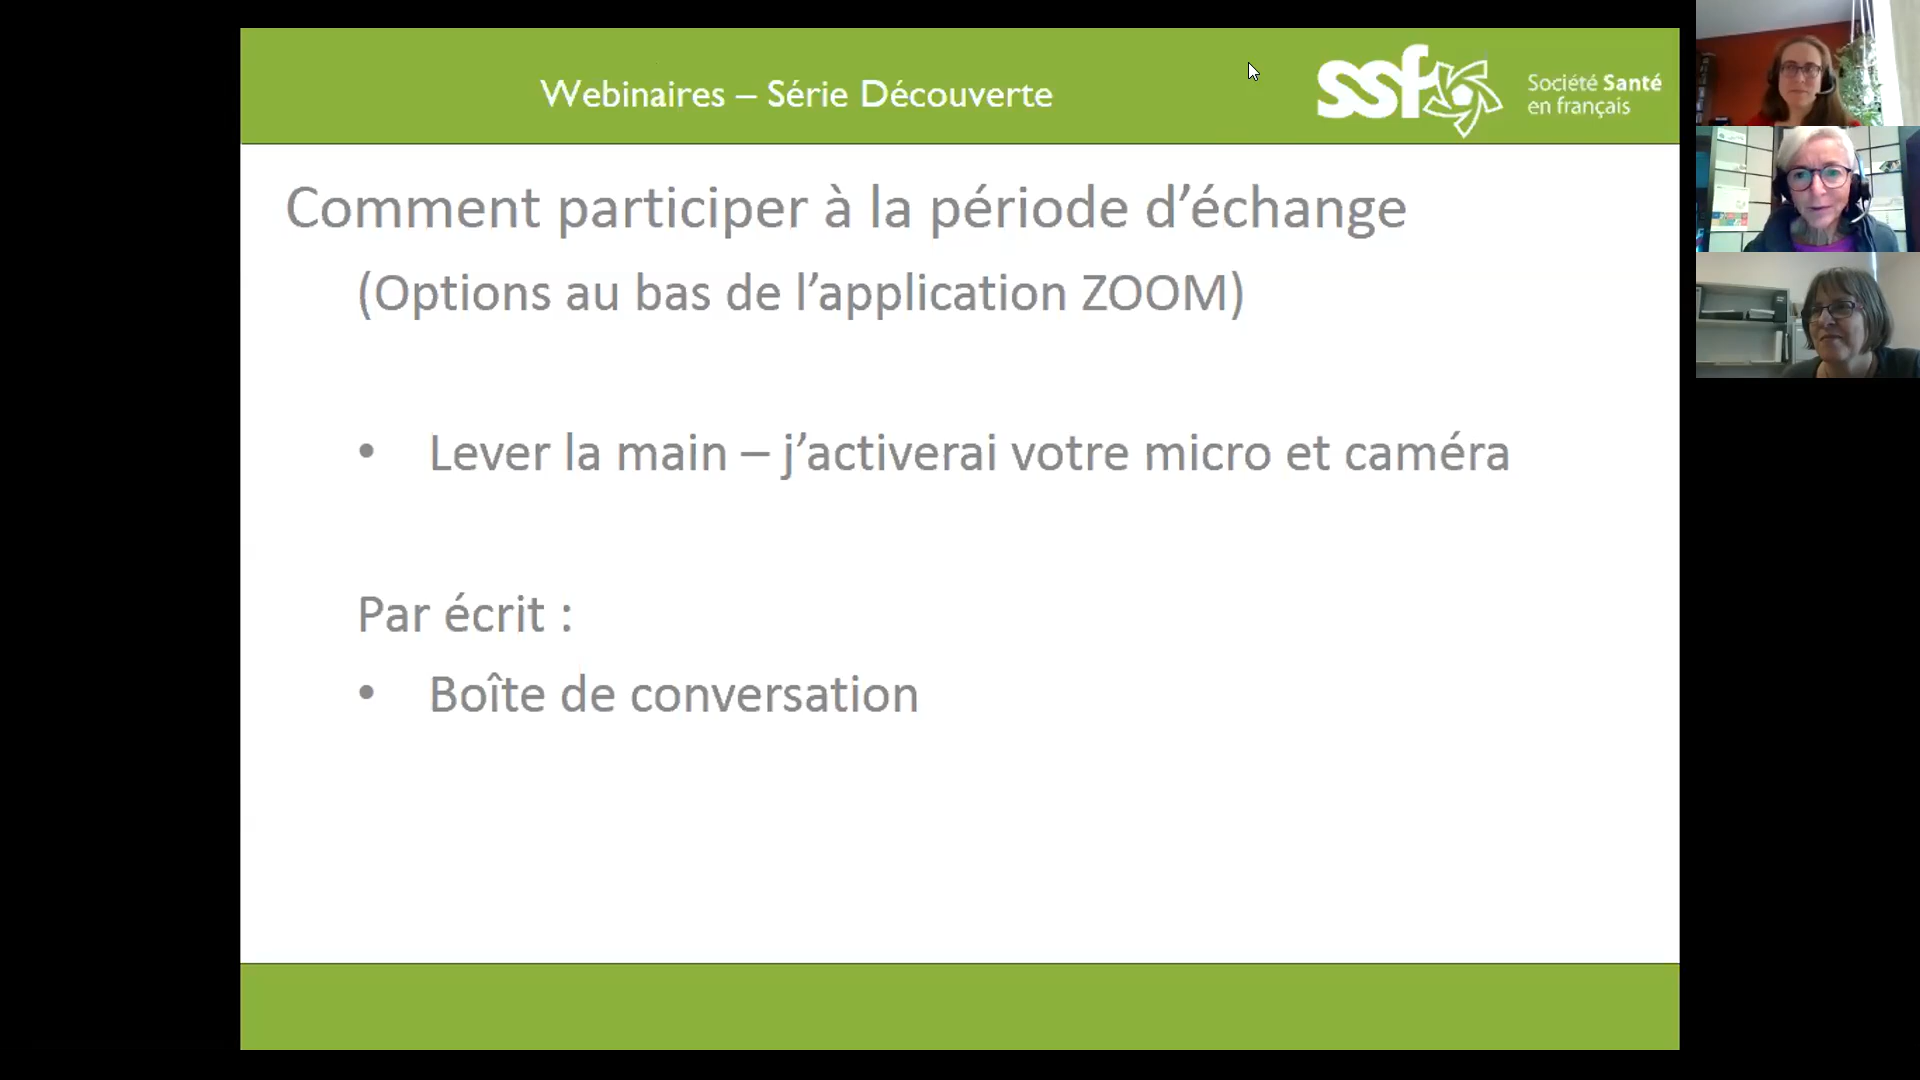 Webinaires – Série Découverte
ssf
Société Santé
en français
Comment participer à la période d’échange
(Options au bas de l’application ZOOM)
• Lever la main – j’activerai votre micro et caméra
Par écrit :
• Boîte de conversation